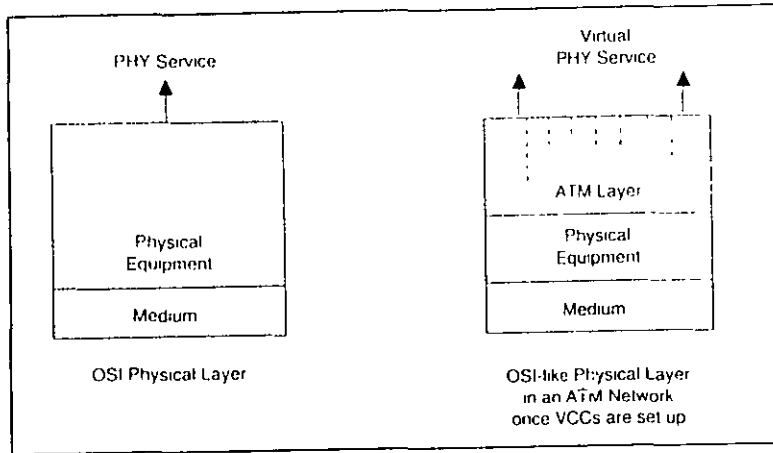 PHY Service
Physical
Equipment
Medium
OSI Physical Layer
Virtual
PHY Service
ATM Layer
Physical
Equipment
Medium
OSI-like Physical Layer
in an ATM Network
once VCCs are set up